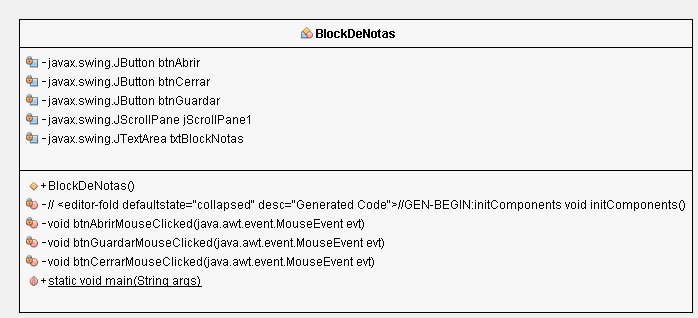 BlockDeNotas
-javax.swing.JButton btnAbrir
-javax.swing.JButton btnCerrar
-javax.swing.JButton btnGuardar
-javax.swing.JScrollPane jScrollPane1
-javax.swing.JTextArea txtBlockNotas
+BlockDeNotas()
-// <editor-fold defaultstate="collapsed" desc="Generated Code">//GEN-BEGIN:initComponents void initComponents()
-void btnAbrirMouseClicked(java.awt.event.MouseEvent evt)
-void btnGuardarMouseClicked(java.awt.event.MouseEvent evt)
-void btnCerrarMouseClicked(java.awt.event.MouseEvent evt)
+static void main(String args)